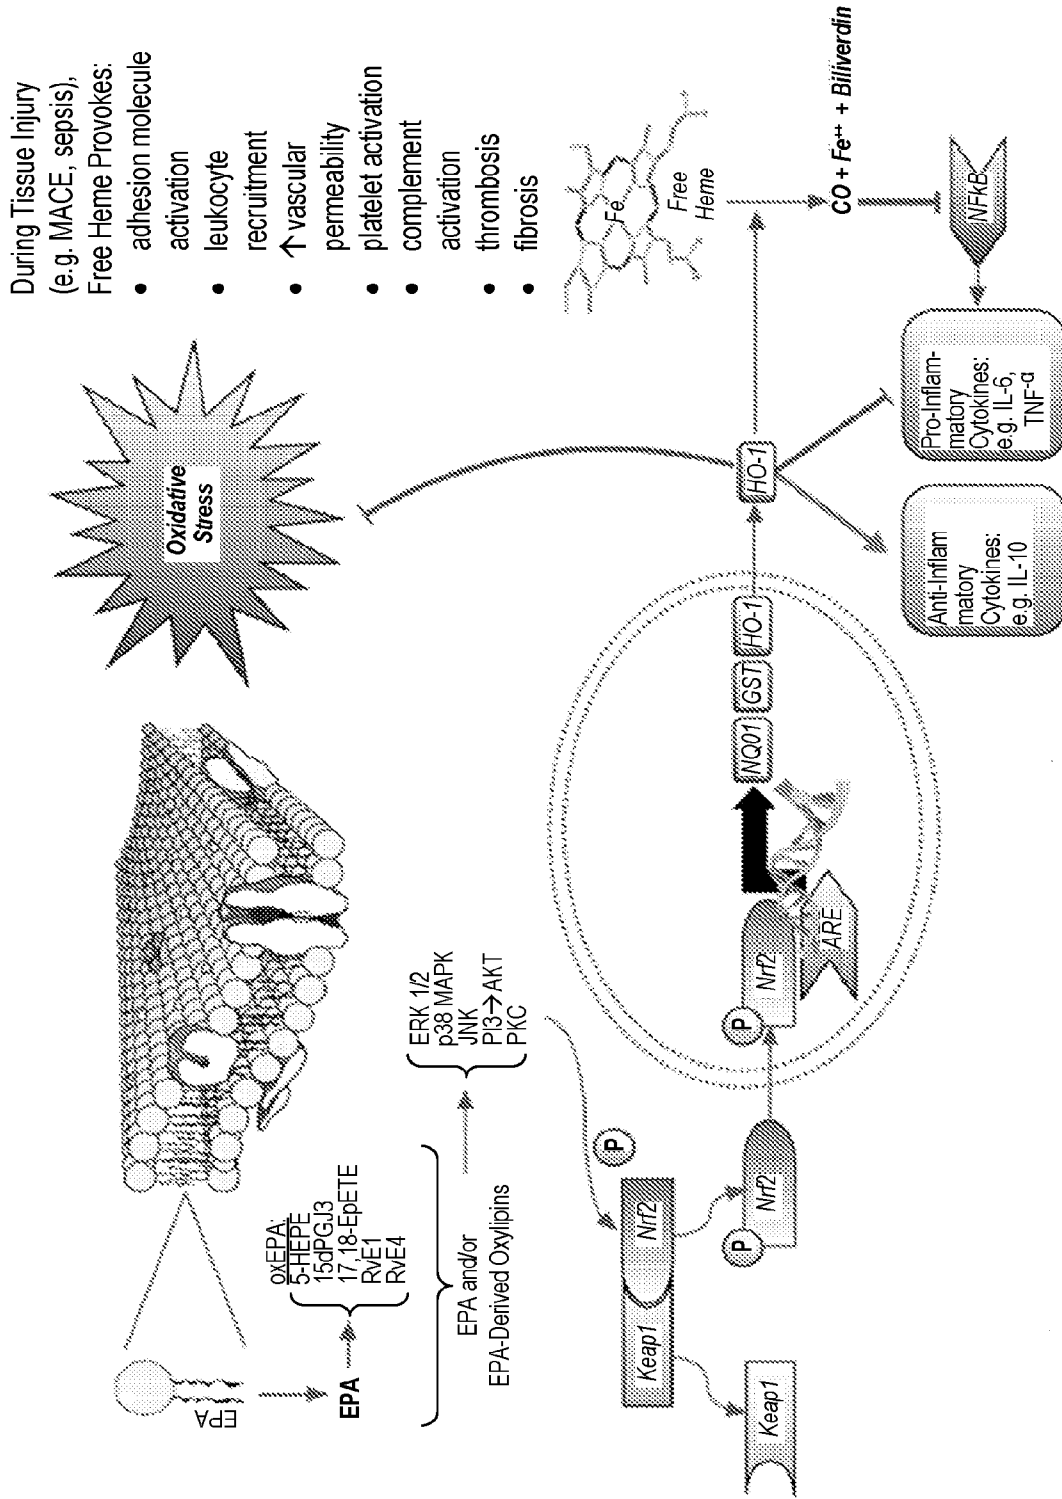 During Tissue Injury
(e.g. MACE, sepsis),
Free Heme Provokes:
• adhesion molecule
activation
• leukocyte
recruitment
• ↑ vascular
permeability
• platelet activation
• complement
activation
• thrombosis
• fibrosis
Oxidative
Stress
EPA
EPA
oxEPA:
5-HEPE
15dPGJ3
17,18-EpETE
RvE1
RvE4
EPA and/or
EPA-Derived Oxylipins
ERK 1/2
p38 MAPK
JNK
PI3→AKT
PKC
P
Keap1
Nrf2
Keap1
P
Nrf2
P
Nrf2
ARE
NQ01
GST
HO-1
HO-1
Fe
Free
Heme
CO + Fe⁺⁺ + Biliverdin
NFkB
Anti-Inflam
matory
Cytokines:
e.g. IL-10
Pro-Inflam-
matory
Cytokines:
e.g. IL-6,
TNF-α